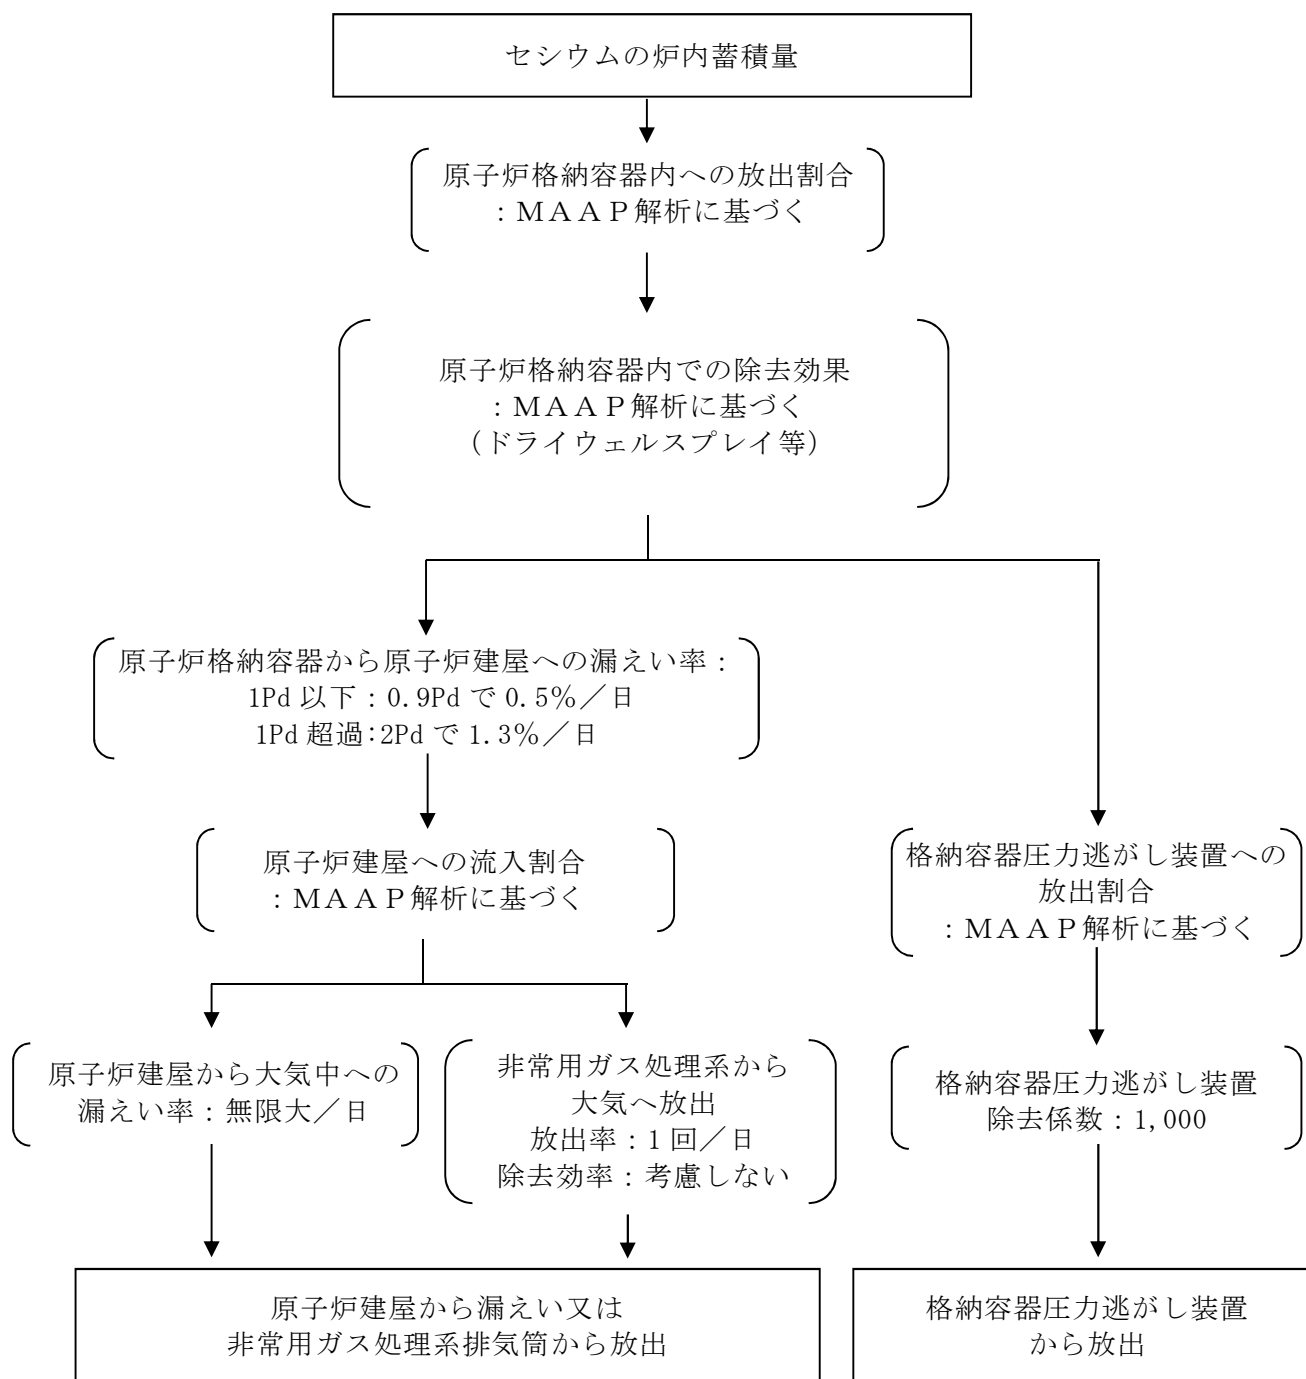 セシウムの炉内蓄積量
原子炉格納容器内への放出割合
：ＭＡＡＰ解析に基づく
原子炉格納容器内での除去効果
：ＭＡＡＰ解析に基づく
（ドライウェルスプレイ等）
原子炉格納容器から原子炉建屋への漏えい率：
1Pd 以下：0.9Pd で 0.5％／日
1Pd 超過：2Pd で 1.3％／日
原子炉建屋への流入割合
：ＭＡＡＰ解析に基づく
格納容器圧力逃がし装置への
放出割合
：ＭＡＡＰ解析に基づく
原子炉建屋から大気中への
漏えい率：無限大／日
非常用ガス処理系から
大気へ放出
放出率：1 回／日
除去効率：考慮しない
格納容器圧力逃がし装置
除去係数：1,000
原子炉建屋から漏えい又は
非常用ガス処理系排気筒から放出
格納容器圧力逃がし装置
から放出